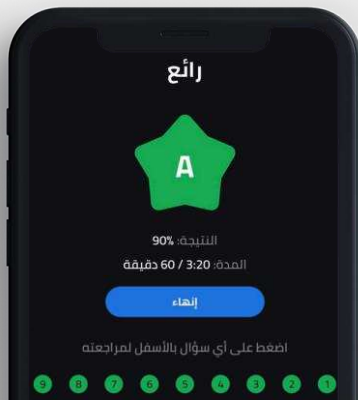 رائع
A
النتيجة: 90%
المدة: 3:20 / 60 دقيقة
إنهاء
اضغط على أي سؤال بالأسفل لمراجعته
1 2 3 4 5 6 7 8 9